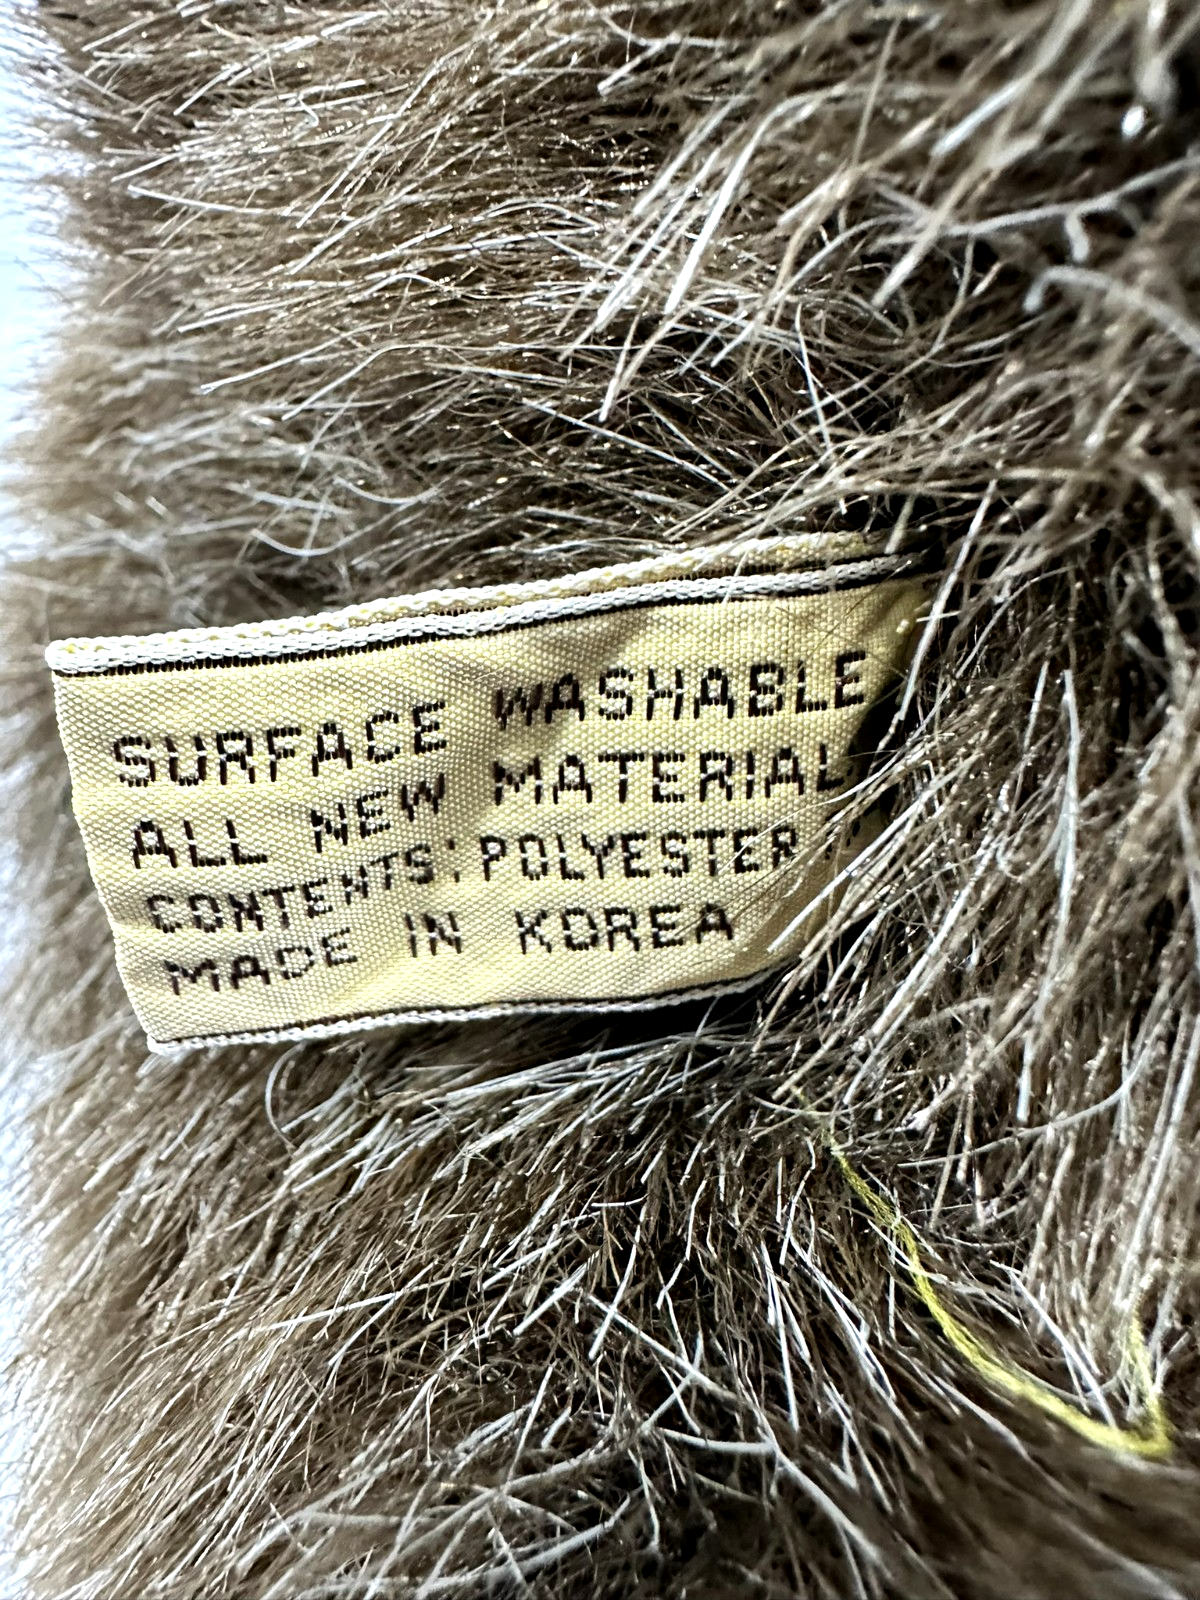 SURFACE WASHABLE
ALL NEW MATERIAL
CONTENTS: POLYESTER
MADE IN KOREA